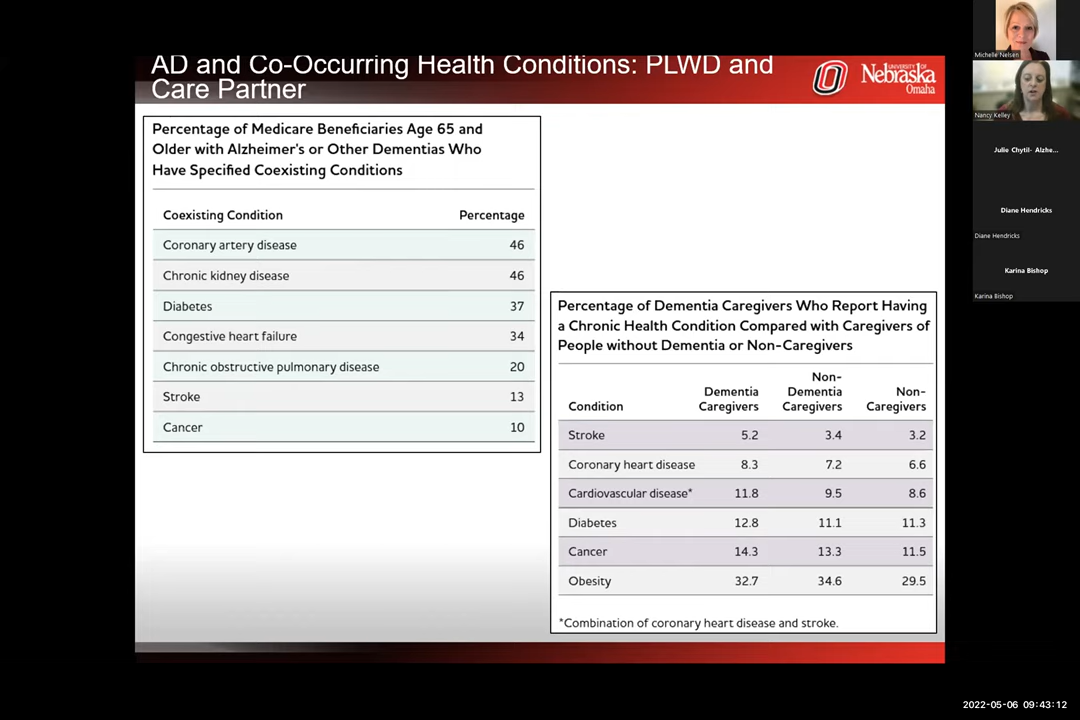 AD and Co-Occurring Health Conditions: PLWD and
Care Partner
UNIVERSITY OF
Nebraska
Omaha
Percentage of Medicare Beneficiaries Age 65 and
Older with Alzheimer's or Other Dementias Who
Have Specified Coexisting Conditions
Coexisting Condition Percentage
Coronary artery disease 46
Chronic kidney disease 46
Diabetes 37
Congestive heart failure 34
Chronic obstructive pulmonary disease 20
Stroke 13
Cancer 10
Percentage of Dementia Caregivers Who Report Having
a Chronic Health Condition Compared with Caregivers of
People without Dementia or Non-Caregivers
Non-
Dementia Dementia Non-
Condition Caregivers Caregivers Caregivers
Stroke 5.2 3.4 3.2
Coronary heart disease 8.3 7.2 6.6
Cardiovascular disease* 11.8 9.5 8.6
Diabetes 12.8 11.1 11.3
Cancer 14.3 13.3 11.5
Obesity 32.7 34.6 29.5
*Combination of coronary heart disease and stroke.
Michelle Nelsen
Nancy Kelley
Julie Chytil- Alzhe...
Diane Hendricks
Diane Hendricks
Karina Bishop
Karina Bishop
2022-05-06 09:43:12